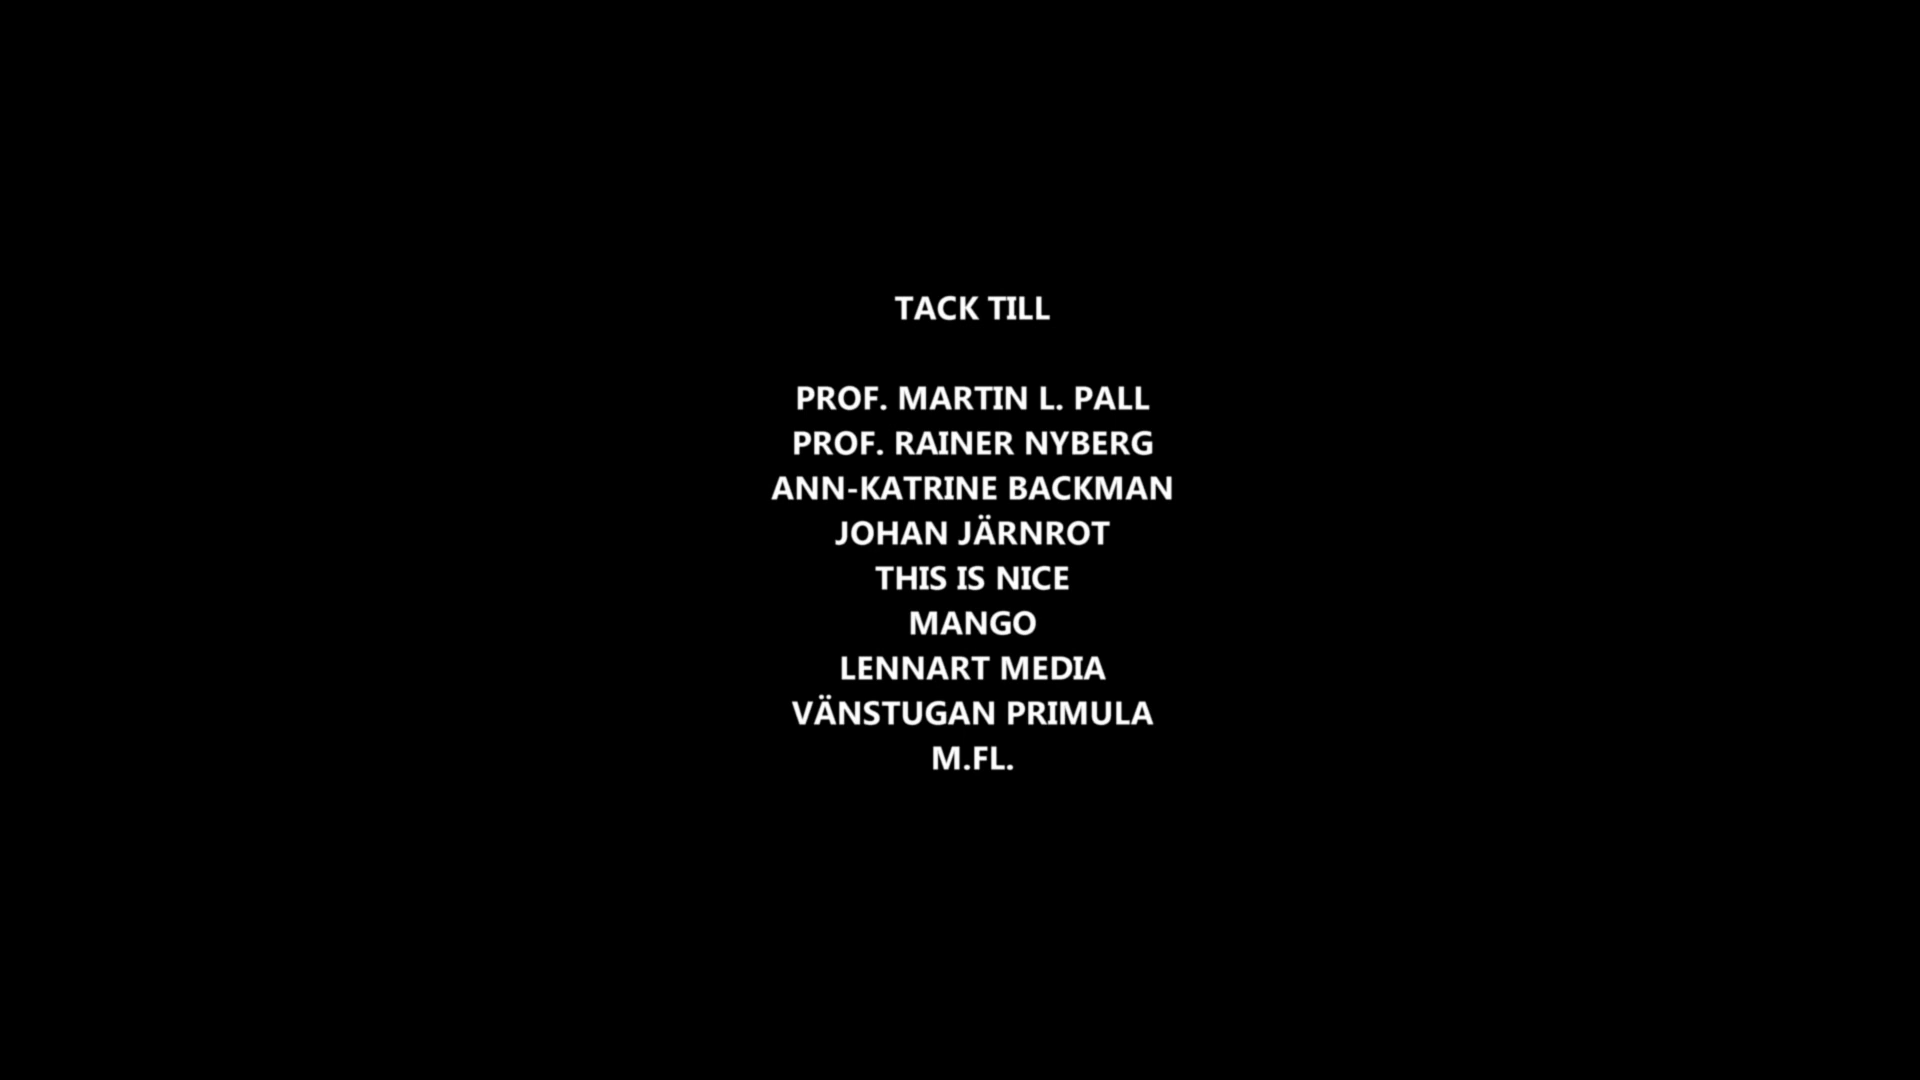 TACK TILL
PROF. MARTIN L. PALL
PROF. RAINER NYBERG
ANN-KATRINE BACKMAN
JOHAN JÄRNROT
THIS IS NICE
MANGO
LENNART MEDIA
VÄNSTUGAN PRIMULA
M.FL.